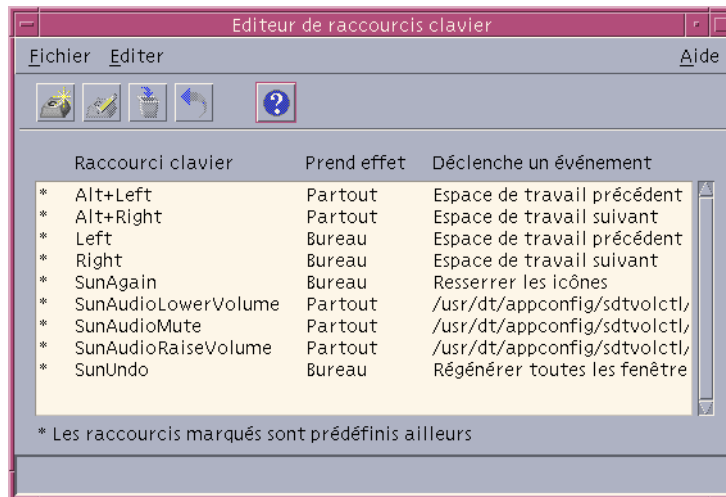 Editeur de raccourcis clavier
Fichier Editer Aide
Raccourci clavier Prend effet Déclenche un événement
* Alt+Left Partout Espace de travail précédent
* Alt+Right Partout Espace de travail suivant
* Left Bureau Espace de travail précédent
* Right Bureau Espace de travail suivant
* SunAgain Bureau Resserrer les icônes
* SunAudioLowerVolume Partout /usr/dt/appconfig/sdtvolctl/
* SunAudioMute Partout /usr/dt/appconfig/sdtvolctl/
* SunAudioRaiseVolume Partout /usr/dt/appconfig/sdtvolctl/
* SunUndo Bureau Régénérer toutes les fenêtre
* Les raccourcis marqués sont prédéfinis ailleurs